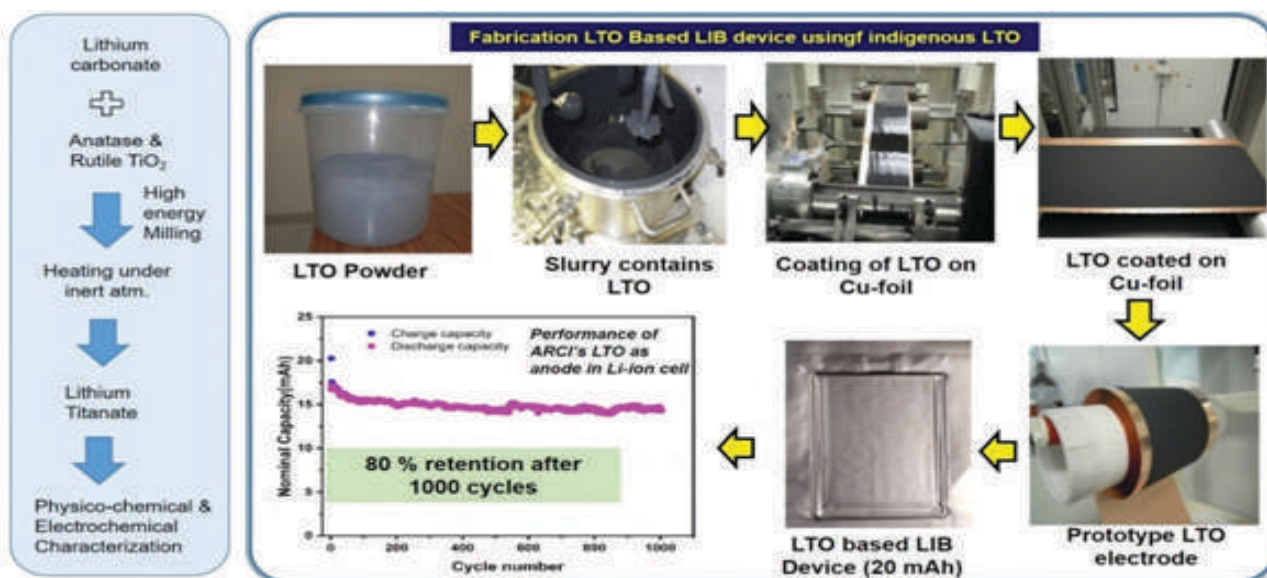 Lithium
carbonate
Anatase &
Rutile TiO₂
High
energy
Milling
Heating under
inert atm.
Lithium
Titanate
Physico-chemical &
Electrochemical
Characterization
Fabrication LTO Based LIB device usingf indigenous LTO
LTO Powder
Slurry contains
LTO
Coating of LTO on
Cu-foil
LTO coated on
Cu-foil
25
20
15
10
5
0
Nominal Capacity(mAh)
Charge capacity
Discharge capacity
Performance of
ARCI's LTO as
anode in Li-ion cell
80 % retention after
1000 cycles
0 200 400 600 800 1000
Cycle number
LTO based LIB
Device (20 mAh)
Prototype LTO
electrode